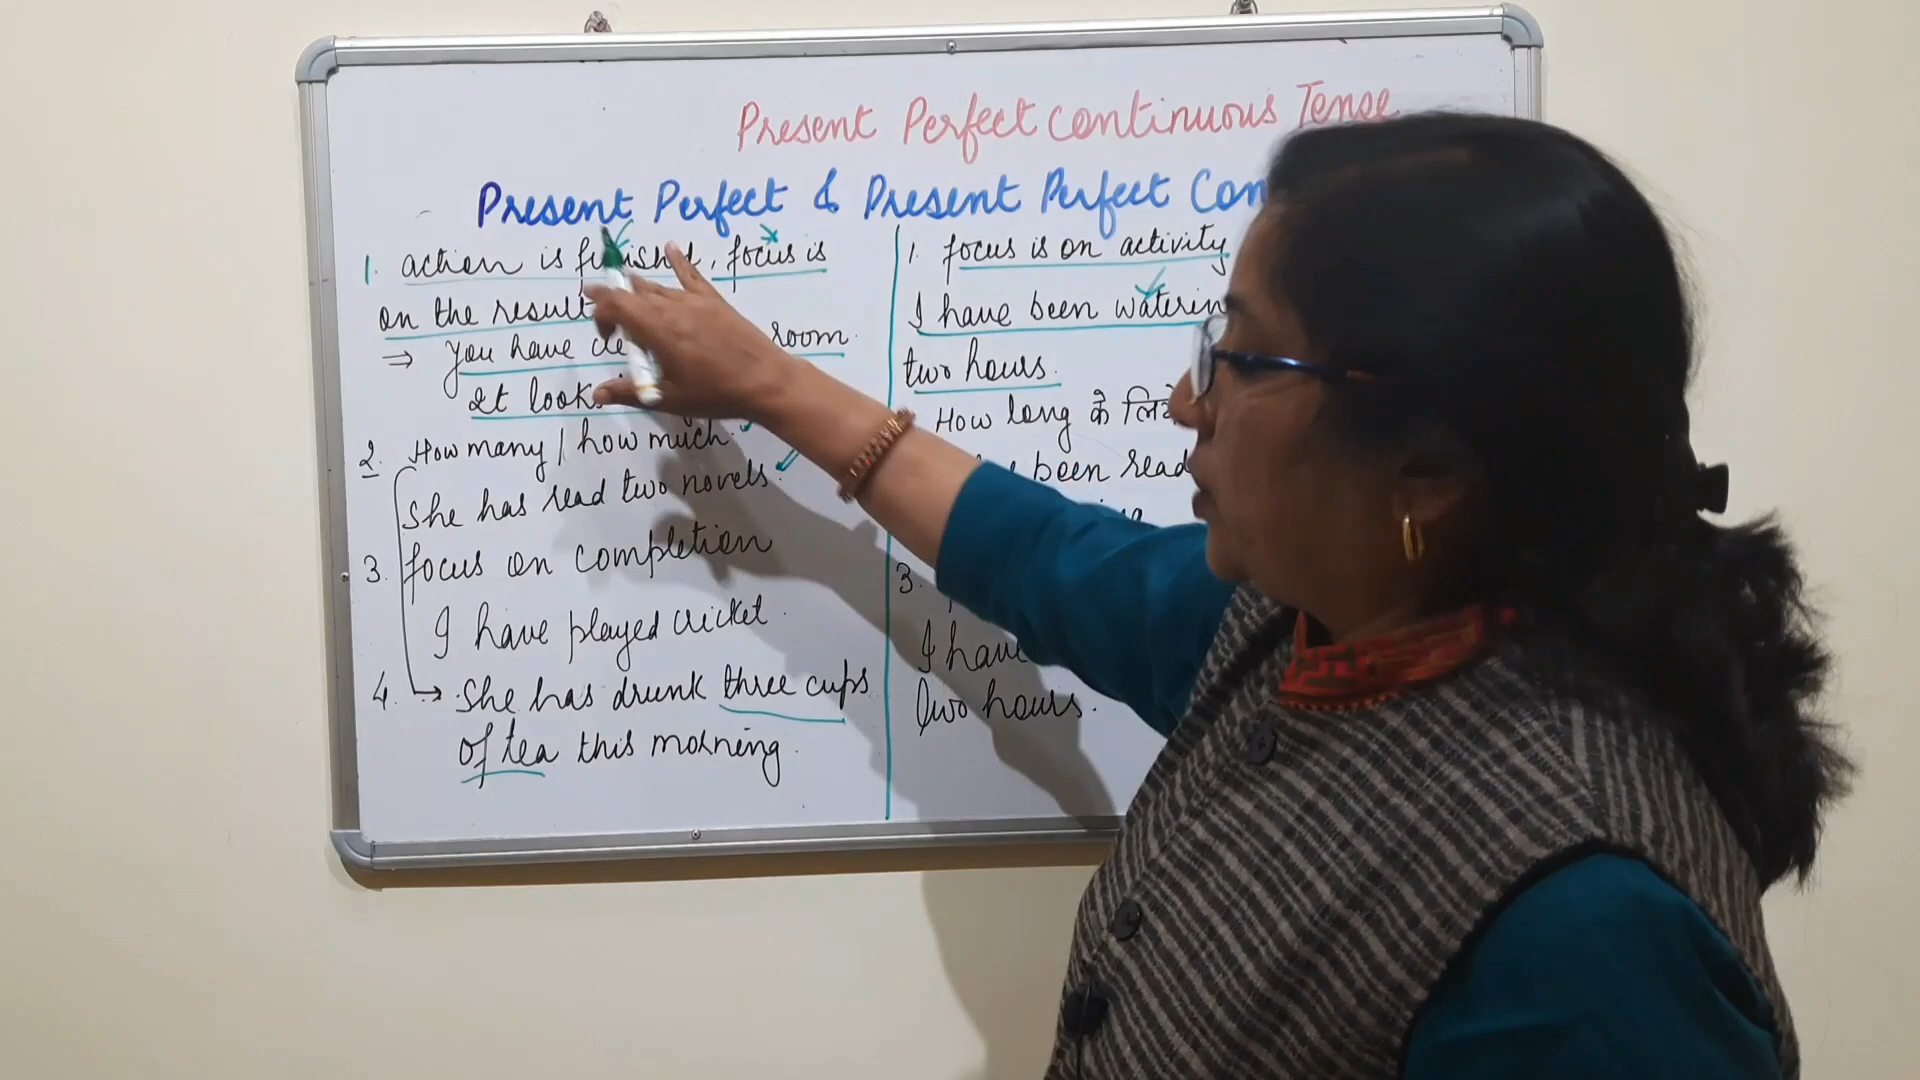 Present Perfect Continuous Tense
Present Perfect & Present Perfect Con
1. action is finished, focus is
on the result
⇒ You have room.
It looks
2. How many / how much.
She has read two novels.
3. focus on completion
I have played cricket.
4. → She has drunk three cups
of tea this morning.
1. focus is on activity
I have been waterin
two hours.
How long के लिये
been read
3.
I have
two hours.